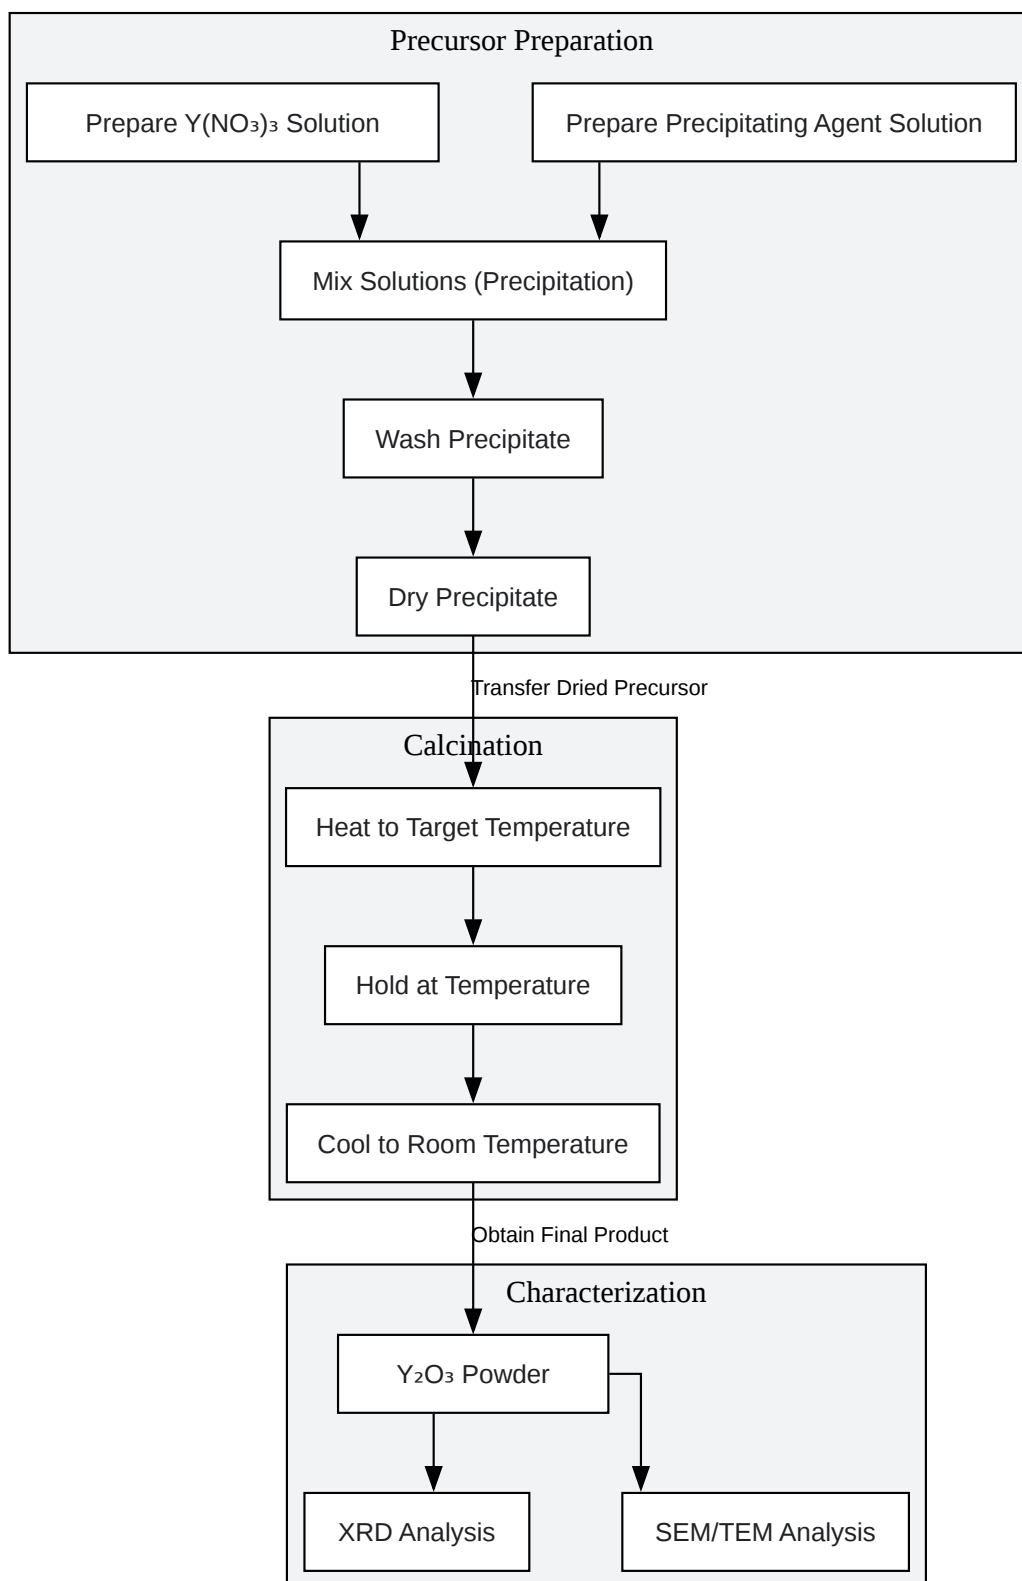 Precursor Preparation
Prepare Y(NO₃)₃ Solution
Prepare Precipitating Agent Solution
Mix Solutions (Precipitation)
Wash Precipitate
Dry Precipitate
Transfer Dried Precursor
Calcination
Heat to Target Temperature
Hold at Temperature
Cool to Room Temperature
Obtain Final Product
Characterization
Y₂O₃ Powder
XRD Analysis
SEM/TEM Analysis